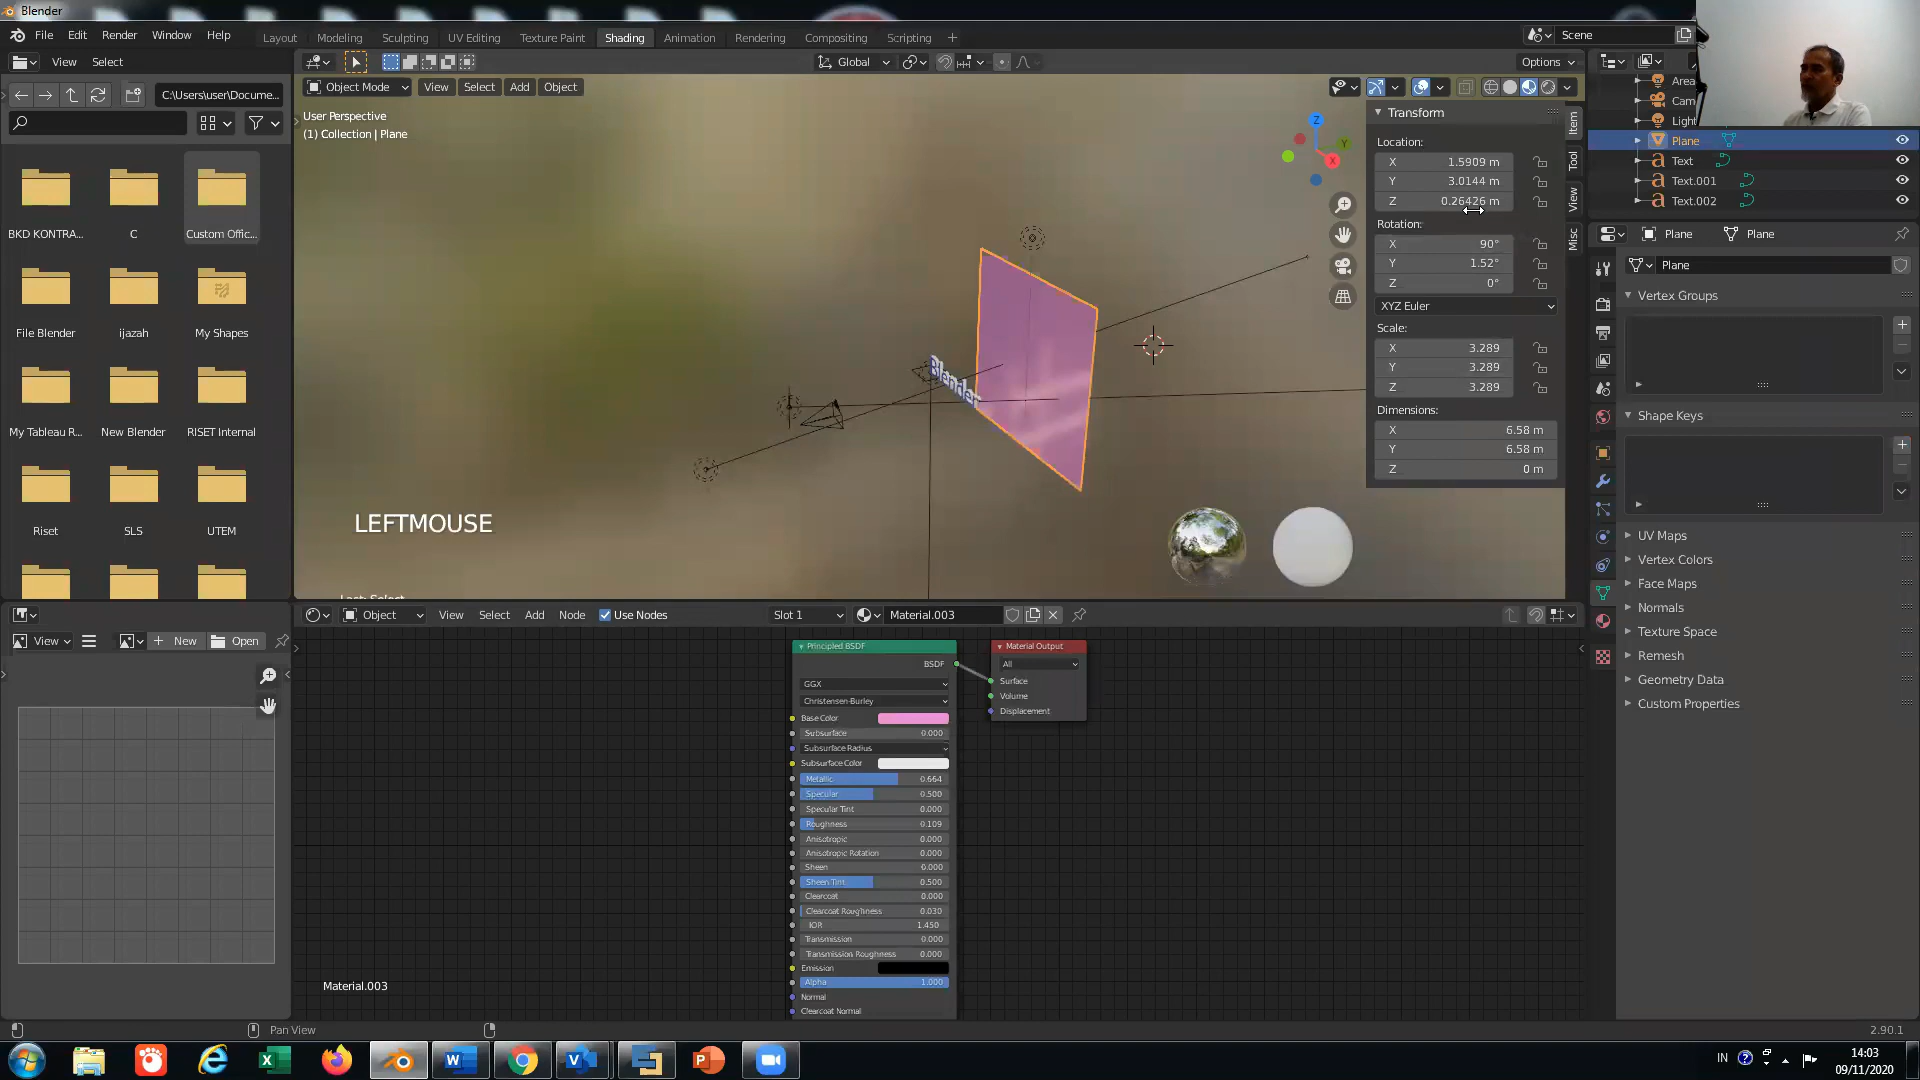 Blender
File Edit Render Window Help
Layout Modeling Sculpting UV Editing Texture Paint Shading Animation Rendering Compositing Scripting
Scene
View Select
Global
Options
C:\Users\user\Docume...
Object Mode View Select Add Object
User Perspective
(1) Collection | Plane
BKD KONTRA... C Custom Offic...
File Blender ijazah My Shapes
My Tableau R... New Blender RISET Internal
Riset SLS UTEM
Blender
LEFTMOUSE
Z
Y
X
Transform
Location:
X 1.5909 m
Y 3.0144 m
Z 0.26426 m
Rotation:
X 90°
Y 1.52°
Z 0°
XYZ Euler
Scale:
X 3.289
Y 3.289
Z 3.289
Dimensions:
X 6.58 m
Y 6.58 m
Z 0 m
Item
Tool
View
Misc
Area
Cam
Light
Plane
Text
Text.001
Text.002
Plane Plane
Plane
Vertex Groups
Shape Keys
UV Maps
Vertex Colors
Face Maps
Normals
Texture Space
Remesh
Geometry Data
Custom Properties
View New Open
Object View Select Add Node Use Nodes Slot 1 Material.003
Principled BSDF
BSDF
GGX
Christensen-Burley
Base Color
Subsurface 0.000
Subsurface Radius
Subsurface Color
Metallic 0.664
Specular 0.500
Specular Tint 0.000
Roughness 0.109
Anisotropic 0.000
Anisotropic Rotation 0.000
Sheen 0.000
Sheen Tint 0.500
Clearcoat 0.000
Clearcoat Roughness 0.030
IOR 1.450
Transmission 0.000
Transmission Roughness 0.000
Emission
Alpha 1.000
Normal
Clearcoat Normal
Material Output
All
Surface
Volume
Displacement
Material.003
Pan View
2.90.1
IN
14:03
09/11/2020